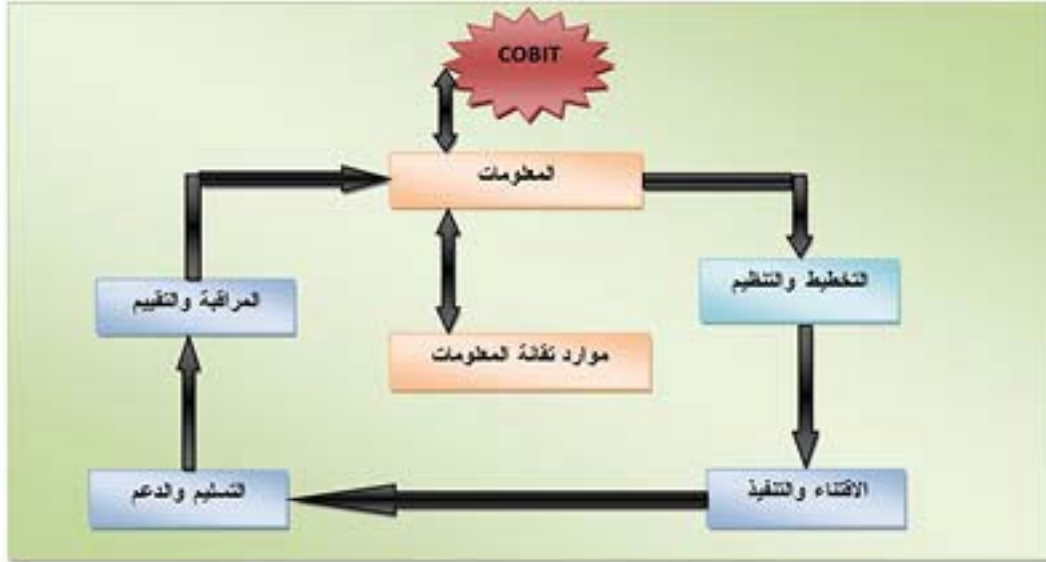 COBIT
المعلومات
التخطيط والتنظيم
المراقبة والتقييم
موارد تقانة المعلومات
الاقتناء والتنفيذ
التسليم والدعم